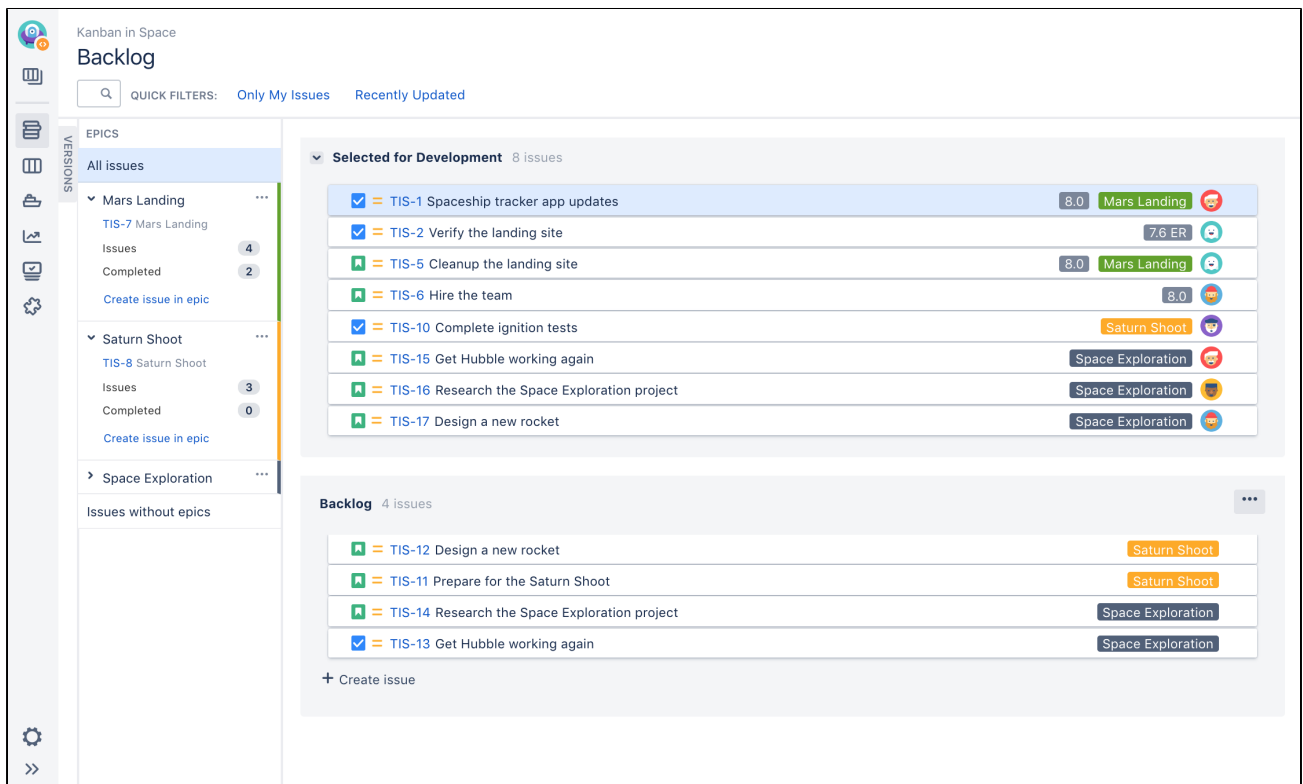 Kanban in Space
Backlog
QUICK FILTERS: Only My Issues Recently Updated
VERSIONS
EPICS
All issues
Mars Landing
TIS-7 Mars Landing
Issues 4
Completed 2
Create issue in epic
Saturn Shoot
TIS-8 Saturn Shoot
Issues 3
Completed 0
Create issue in epic
Space Exploration
Issues without epics
Selected for Development 8 issues
TIS-1 Spaceship tracker app updates 8.0 Mars Landing
TIS-2 Verify the landing site 7.6 ER
TIS-5 Cleanup the landing site 8.0 Mars Landing
TIS-6 Hire the team 8.0
TIS-10 Complete ignition tests Saturn Shoot
TIS-15 Get Hubble working again Space Exploration
TIS-16 Research the Space Exploration project Space Exploration
TIS-17 Design a new rocket Space Exploration
Backlog 4 issues
TIS-12 Design a new rocket Saturn Shoot
TIS-11 Prepare for the Saturn Shoot Saturn Shoot
TIS-14 Research the Space Exploration project Space Exploration
TIS-13 Get Hubble working again Space Exploration
+ Create issue